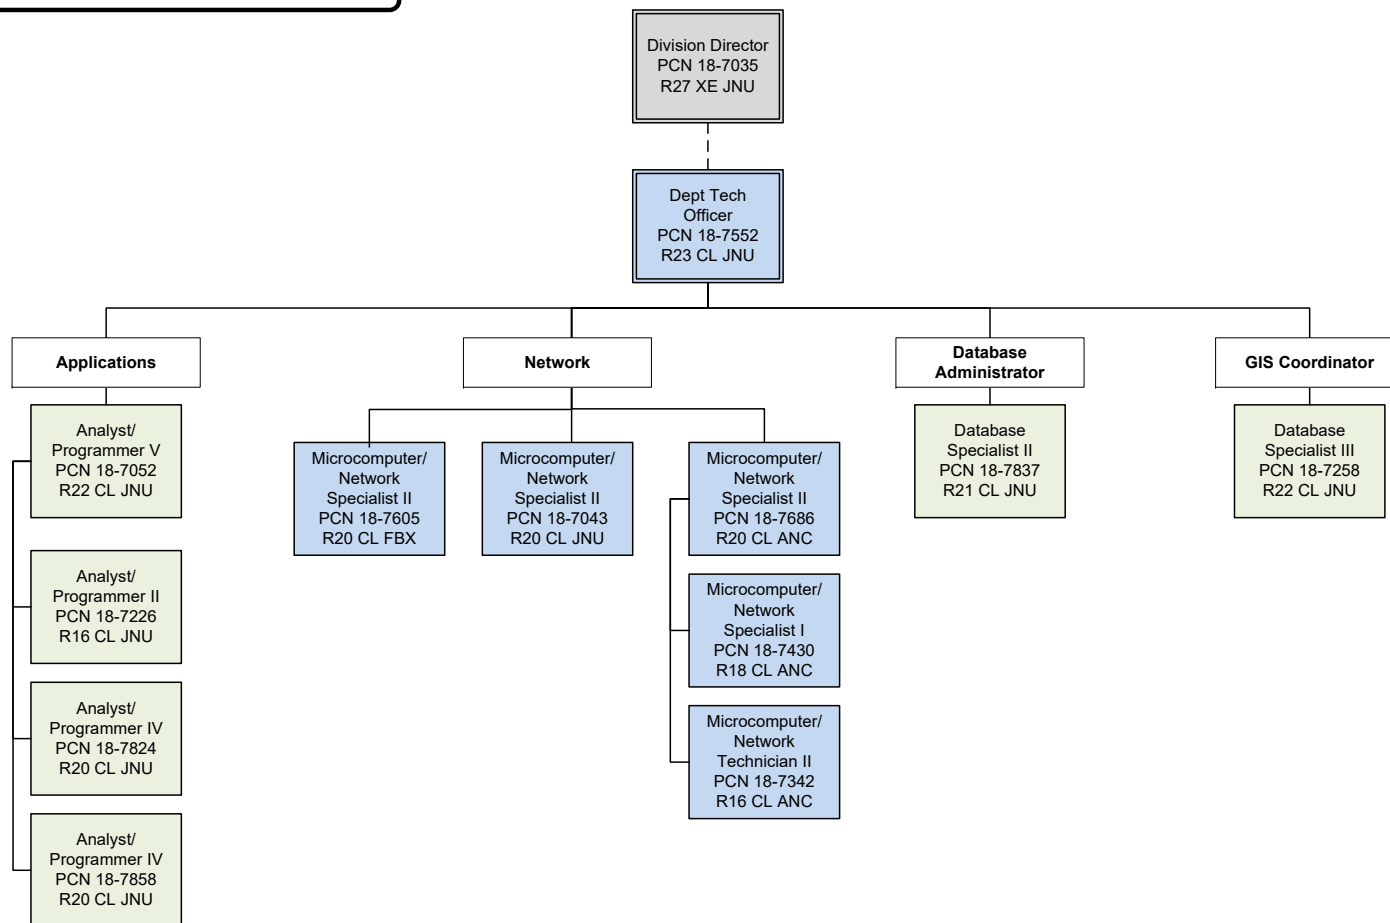 Division Director
PCN 18-7035
R27 XE JNU
Dept Tech
Officer
PCN 18-7552
R23 CL JNU
Applications
Analyst/
Programmer V
PCN 18-7052
R22 CL JNU
Analyst/
Programmer II
PCN 18-7226
R16 CL JNU
Analyst/
Programmer IV
PCN 18-7824
R20 CL JNU
Analyst/
Programmer IV
PCN 18-7858
R20 CL JNU
Network
Microcomputer/
Network
Specialist II
PCN 18-7605
R20 CL FBX
Microcomputer/
Network
Specialist II
PCN 18-7043
R20 CL JNU
Microcomputer/
Network
Specialist II
PCN 18-7686
R20 CL ANC
Microcomputer/
Network
Specialist I
PCN 18-7430
R18 CL ANC
Microcomputer/
Network
Technician II
PCN 18-7342
R16 CL ANC
Database
Administrator
Database
Specialist II
PCN 18-7837
R21 CL JNU
GIS Coordinator
Database
Specialist III
PCN 18-7258
R22 CL JNU